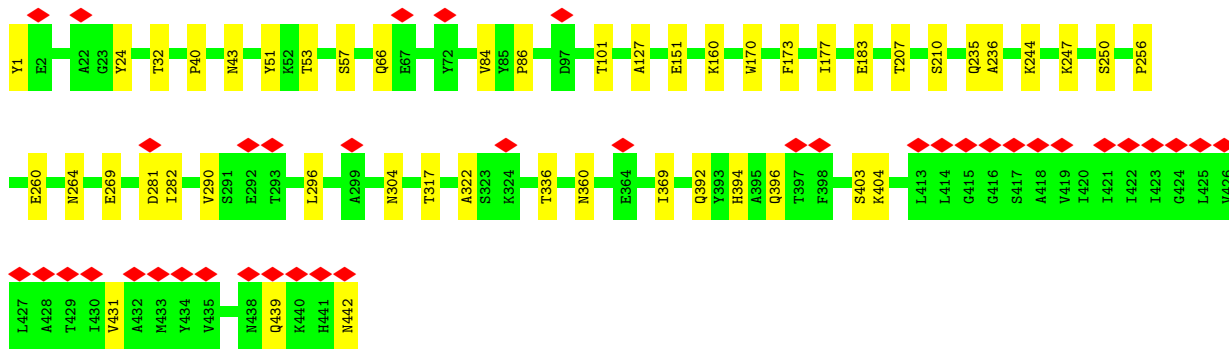 Y1 E2 A22 G23 Y24 T32 P40 N43 Y51 K52 T53 S57 Q66 E67 Y72 V84 Y85 P86 D97 T101 A127 E151 K160 W170 F173 I177 E183 T207 S210 Q235 A236 K244 K247 S250 P256
E260 N264 E269 D281 I282 V290 S291 E292 T293 L296 A299 N304 T317 A322 S323 K324 T336 N360 E364 I369 Q392 Y393 H394 A395 Q396 T397 F398 S403 K404 L413 L414 G415 G416 S417 A418 V419 I420 I421 I422 I423 G424 L425 V426
L427 A428 T429 I430 V431 A432 M433 Y434 V435 N438 Q439 K440 H441 N442